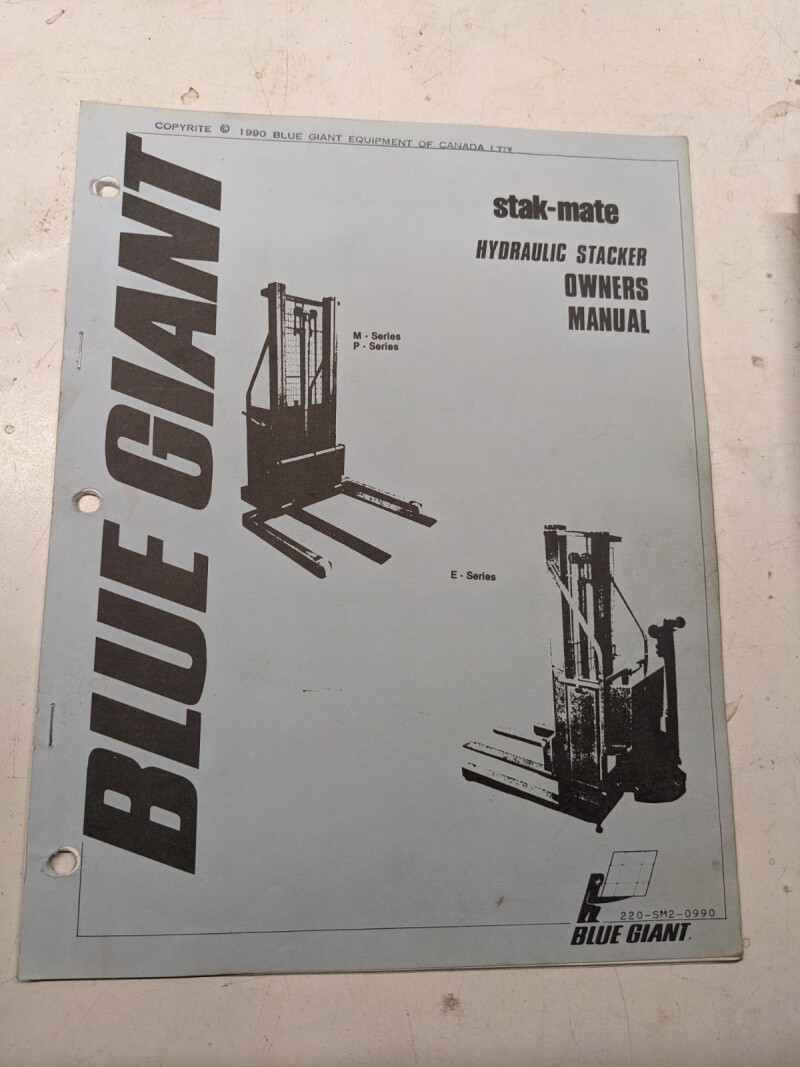 COPYRITE © 1990 BLUE GIANT EQUIPMENT OF CANADA LTD.
BLUE GIANT
stak-mate
HYDRAULIC STACKER
OWNERS
MANUAL
M - Series
P - Series
E - Series
220-SM2-0990
BLUE GIANT